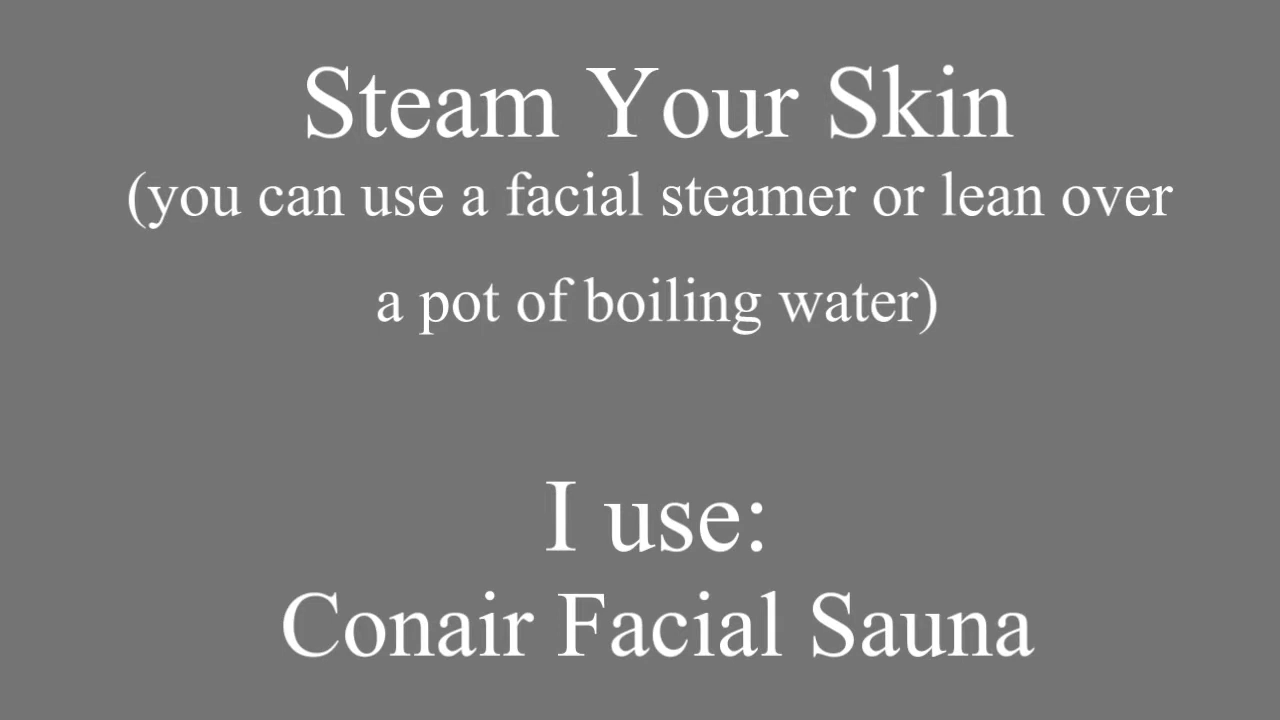 Steam Your Skin
(you can use a facial steamer or lean over
a pot of boiling water)
I use:
Conair Facial Sauna